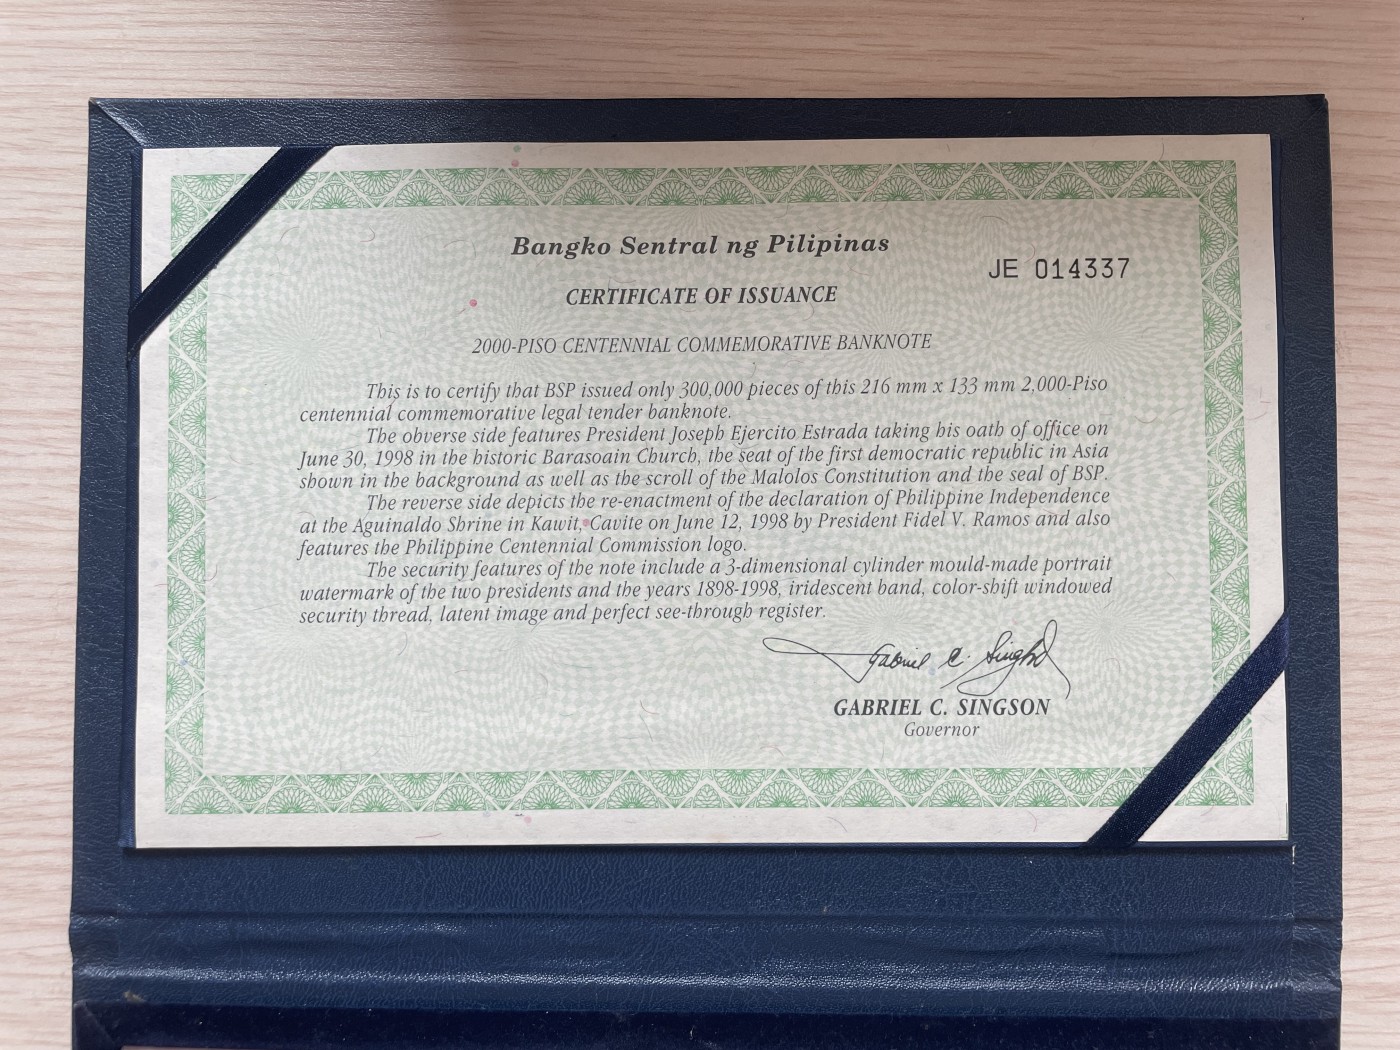 Bangko Sentral ng Pilipinas
JE 014337
CERTIFICATE OF ISSUANCE
2000-PISO CENTENNIAL COMMEMORATIVE BANKNOTE
This is to certify that BSP issued only 300,000 pieces of this 216 mm x 133 mm 2,000-Piso
centennial commemorative legal tender banknote.
The obverse side features President Joseph Ejercito Estrada taking his oath of office on
June 30, 1998 in the historic Barasoain Church, the seat of the first democratic republic in Asia
shown in the background as well as the scroll of the Malolos Constitution and the seal of BSP.
The reverse side depicts the re-enactment of the declaration of Philippine Independence
at the Aguinaldo Shrine in Kawit, Cavite on June 12, 1998 by President Fidel V. Ramos and also
features the Philippine Centennial Commission logo.
The security features of the note include a 3-dimensional cylinder mould-made portrait
watermark of the two presidents and the years 1898-1998, iridescent band, color-shift windowed
security thread, latent image and perfect see-through register.
Gabriel C. Singson
GABRIEL C. SINGSON
Governor